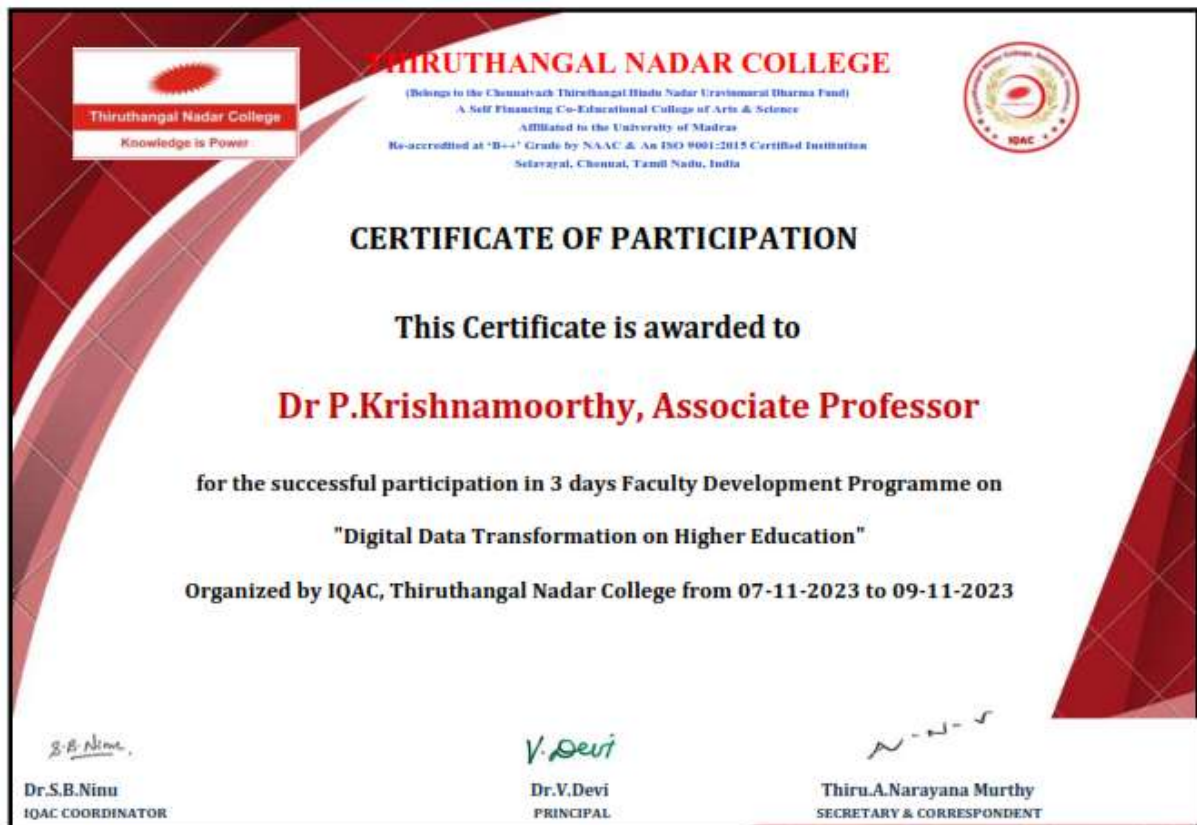 Thiruthangal Nadar College
Knowledge is Power
THIRUTHANGAL NADAR COLLEGE
(Belongs to the Chennaivazh Thiruthangal Hindu Nadar Uravinmurai Dharma Fund)
A Self Financing Co-Educational College of Arts & Science
Affiliated to the University of Madras
Re-accredited at 'B++' Grade by NAAC & An ISO 9001:2015 Certified Institution
Selavayal, Chennai, Tamil Nadu, India
IQAC
CERTIFICATE OF PARTICIPATION
This Certificate is awarded to
Dr P.Krishnamoorthy, Associate Professor
for the successful participation in 3 days Faculty Development Programme on
"Digital Data Transformation on Higher Education"
Organized by IQAC, Thiruthangal Nadar College from 07-11-2023 to 09-11-2023
V. Devi
Dr.S.B.Ninu
IQAC COORDINATOR
Dr.V.Devi
PRINCIPAL
Thiru.A.Narayana Murthy
SECRETARY & CORRESPONDENT